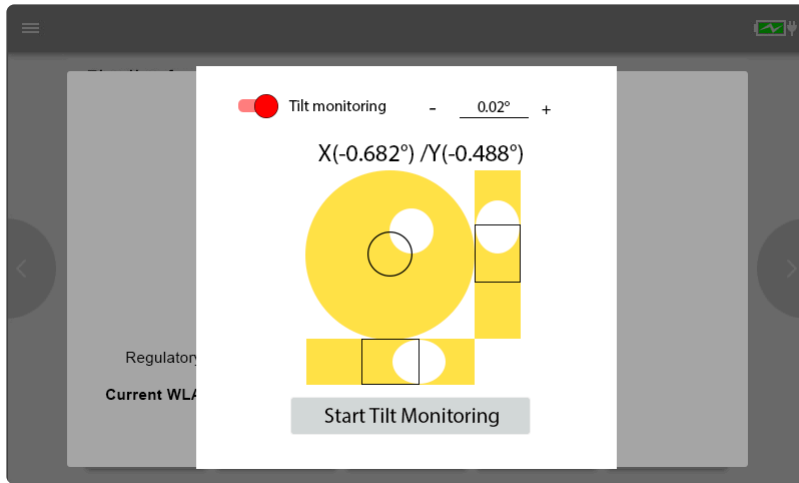 Tilt monitoring - 0.02° +
X(-0.682°) /Y(-0.488°)
Regulatory
Current WLA
Start Tilt Monitoring